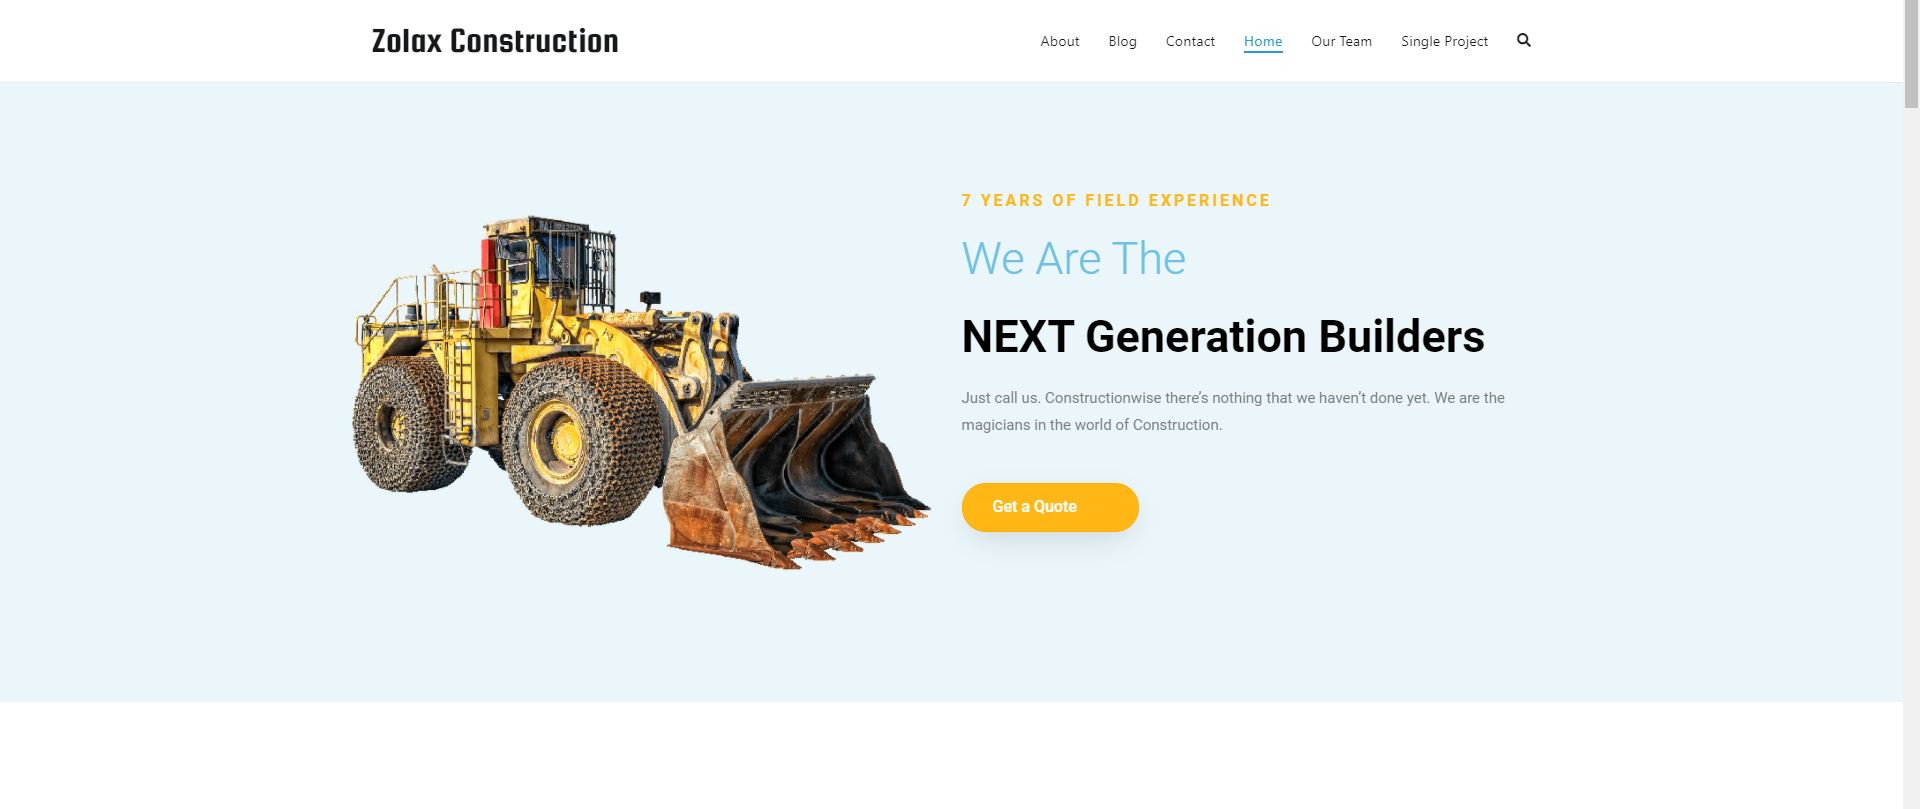 Zolax Construction
About Blog Contact Home Our Team Single Project
7 YEARS OF FIELD EXPERIENCE
We Are The
NEXT Generation Builders
Just call us. Constructionwise there’s nothing that we haven’t done yet. We are the
magicians in the world of Construction.
Get a Quote